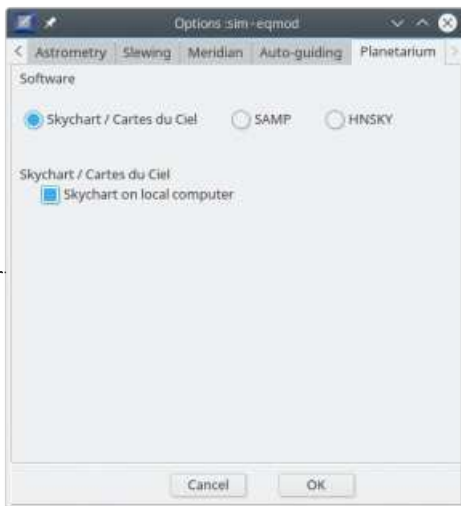 Options :sim-eqmod
Astrometry Slewing Meridian Auto-guiding Planetarium
Software
Skychart / Cartes du Ciel SAMP HNSKY
Skychart / Cartes du Ciel
Skychart on local computer
Cancel OK